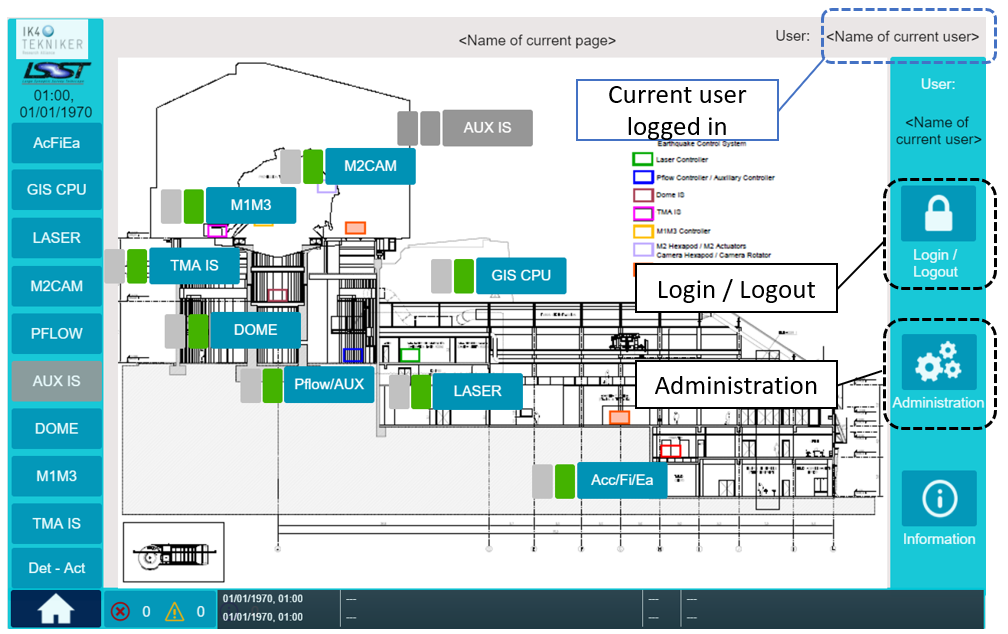 IK4
TEKNIKER
Research Alliance
LSST
01:00,
01/01/1970
<Name of current page>
User:
<Name of current user>
Current user
logged in
User:
<Name of
current user>
AcFiEa
GIS CPU
LASER
M2CAM
PFLOW
AUX IS
DOME
M1M3
TMA IS
Det - Act
AUX IS
M2CAM
M1M3
TMA IS
GIS CPU
DOME
Pflow/AUX
LASER
Acc/Fi/Ea
Earthquake Control System
Laser Controller
Pflow Controller / Auxiliary Controller
Dome IS
TMA IS
M1M3 Controller
M2 Hexapod / M2 Actuators
Camera Hexapod / Camera Rotator
Login / Logout
Administration
Login /
Logout
Administration
Information
0
0
01/01/1970, 01:00
---
---
---
01/01/1970, 01:00
---
---
---